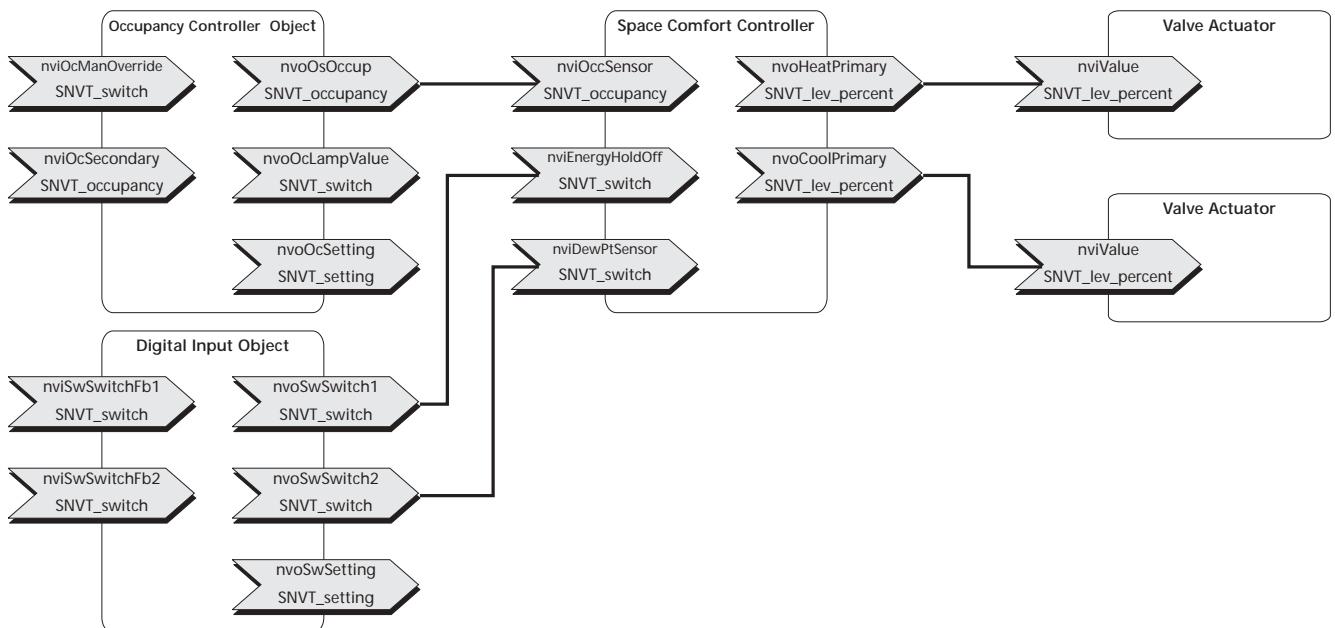 Occupancy Controller Object
nviOcManOverride
SNVT_switch
nvoOsOccup
SNVT_occupancy
nviOcSecondary
SNVT_occupancy
nvoOcLampValue
SNVT_switch
nvoOcSetting
SNVT_setting
Digital Input Object
nviSwSwitchFb1
SNVT_switch
nvoSwSwitch1
SNVT_switch
nviSwSwitchFb2
SNVT_switch
nvoSwSwitch2
SNVT_switch
nvoSwSetting
SNVT_setting
Space Comfort Controller
nviOccSensor
SNVT_occupancy
nvoHeatPrimary
SNVT_lev_percent
nviEnergyHoldOff
SNVT_switch
nvoCoolPrimary
SNVT_lev_percent
nviDewPtSensor
SNVT_switch
Valve Actuator
nviValue
SNVT_lev_percent
Valve Actuator
nviValue
SNVT_lev_percent